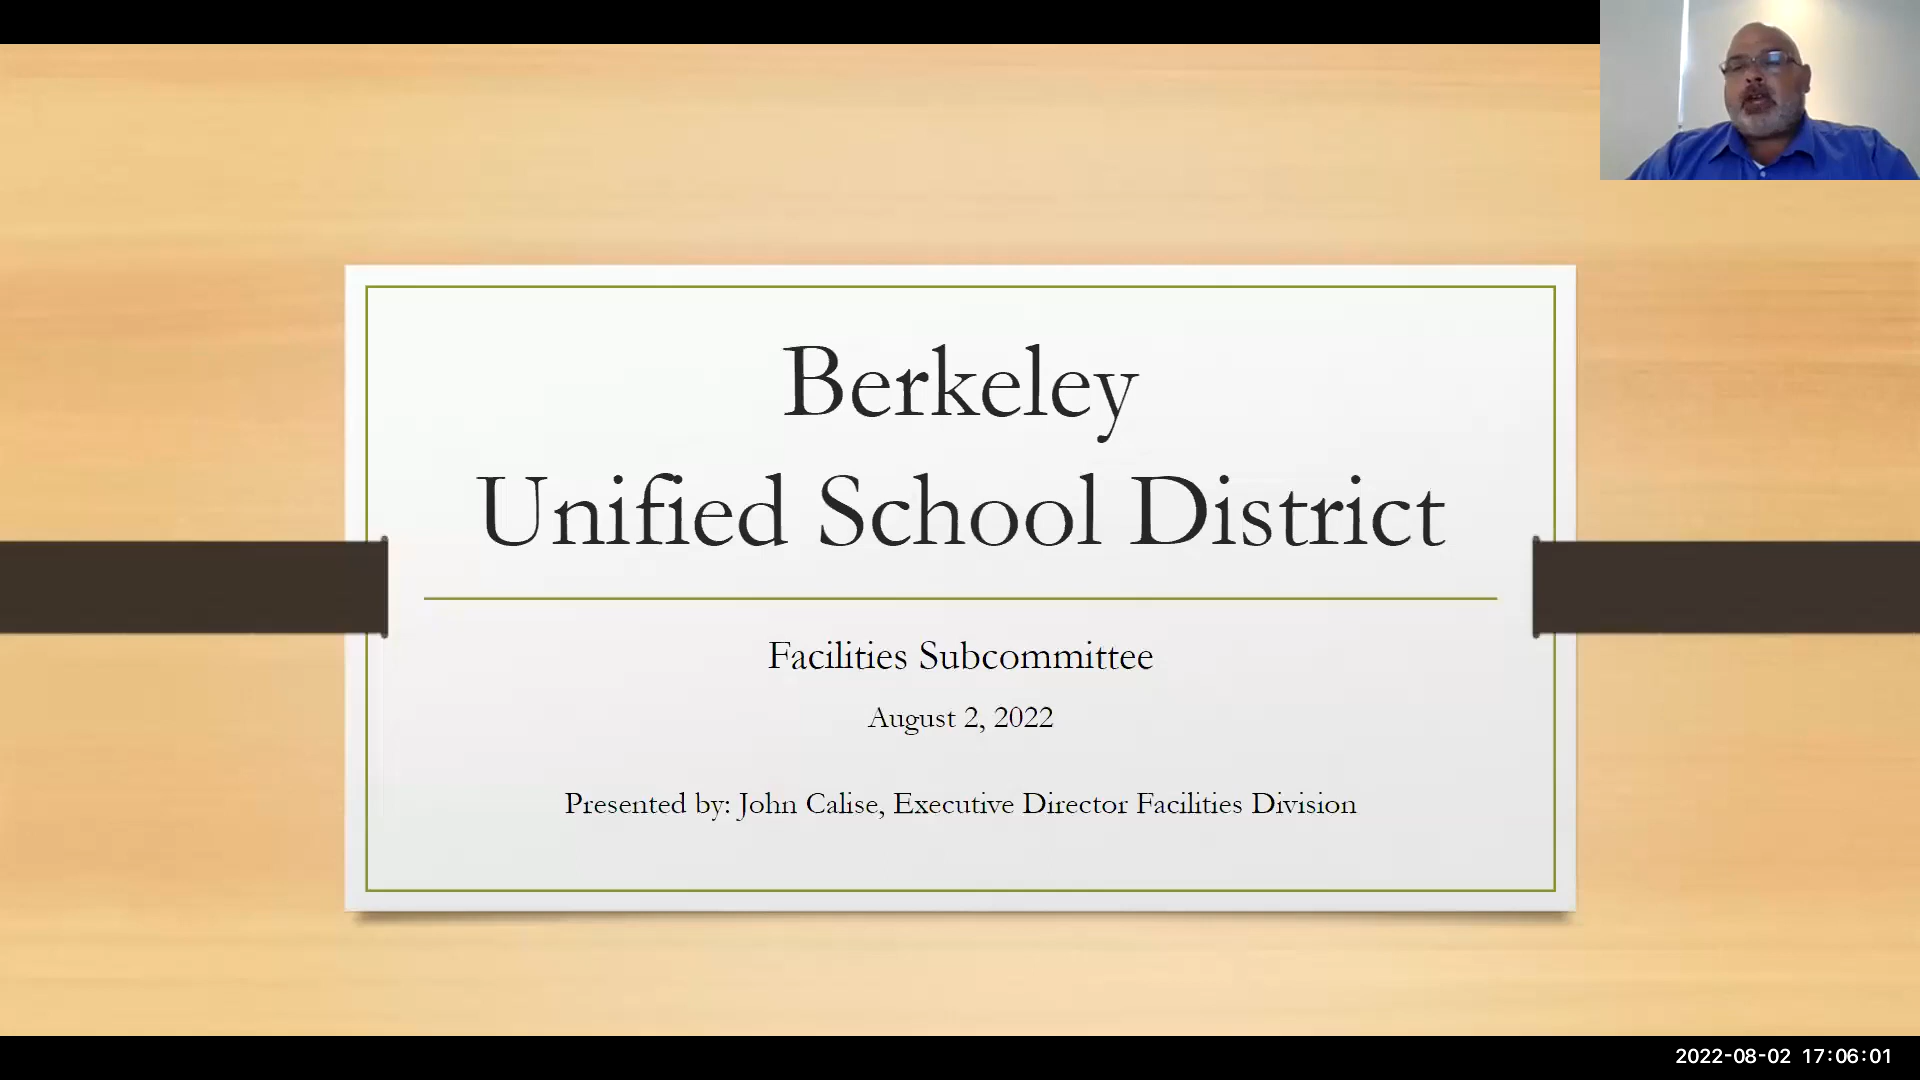 Berkeley
Unified School District
Facilities Subcommittee
August 2, 2022
Presented by: John Calise, Executive Director Facilities Division
2022-08-02 17:06:01